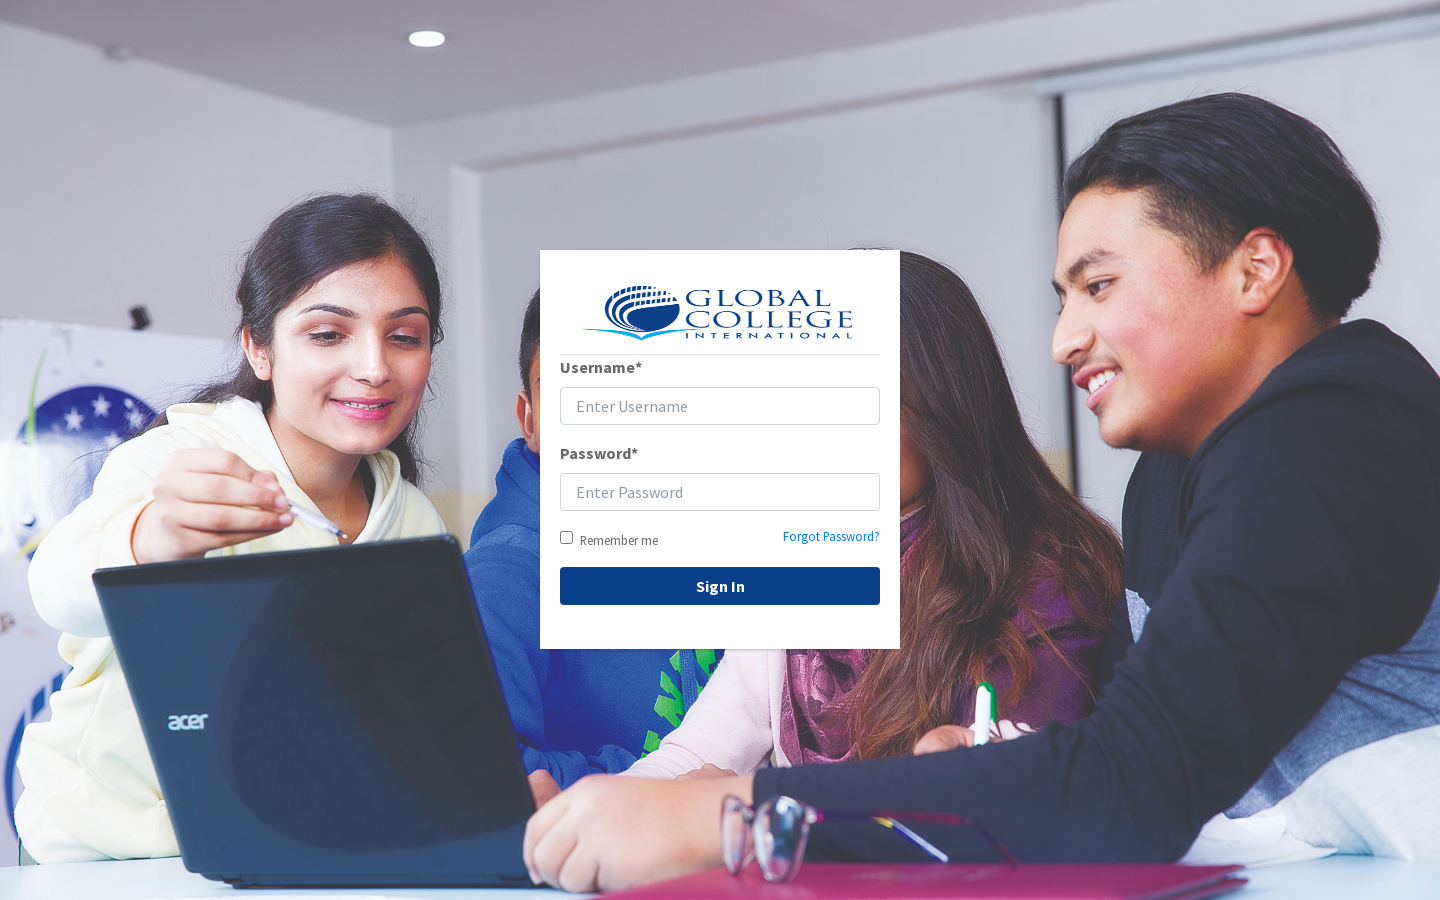 GLOBAL
COLLEGE
INTERNATIONAL
Username*
Enter Username
Password*
Enter Password
Remember me
Forgot Password?
Sign In
acer